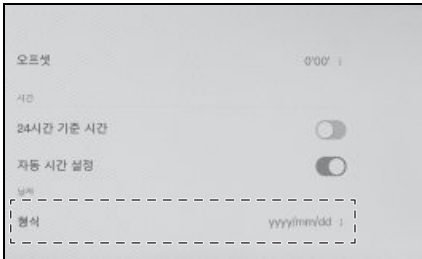 오프셋 0'00'
시간
24시간 기준 시간
자동 시간 설정
날짜
형식 yyyy/mm/dd